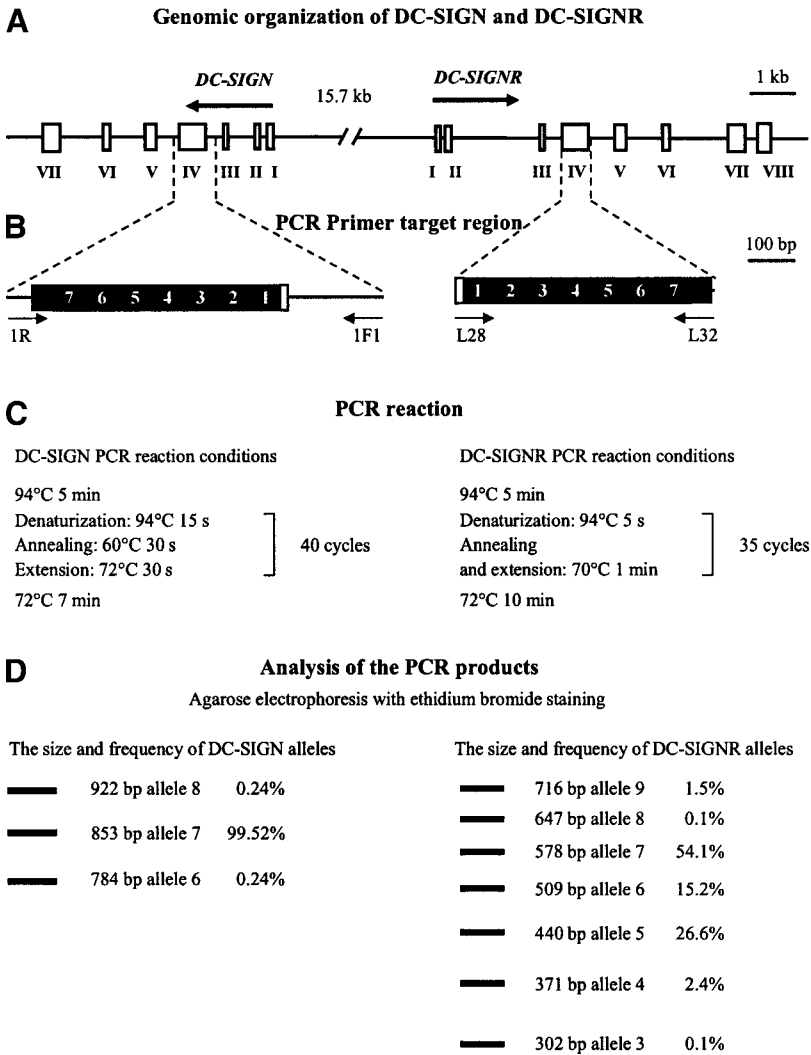 A
Genomic organization of DC-SIGN and DC-SIGNR
DC-SIGN
15.7 kb
DC-SIGNR
1 kb
VII VI V IV III II I
I II III IV V VI VII VIII
B
PCR Primer target region
100 bp
7 6 5 4 3 2 1
1 2 3 4 5 6 7
1R
1F1
L28
L32
C
PCR reaction
DC-SIGN PCR reaction conditions
94°C 5 min
Denaturization: 94°C 15 s
Annealing: 60°C 30 s
Extension: 72°C 30 s
40 cycles
72°C 7 min
DC-SIGNR PCR reaction conditions
94°C 5 min
Denaturization: 94°C 5 s
Annealing
and extension: 70°C 1 min
35 cycles
72°C 10 min
D
Analysis of the PCR products
Agarose electrophoresis with ethidium bromide staining
The size and frequency of DC-SIGN alleles
922 bp allele 8 0.24%
853 bp allele 7 99.52%
784 bp allele 6 0.24%
The size and frequency of DC-SIGNR alleles
716 bp allele 9 1.5%
647 bp allele 8 0.1%
578 bp allele 7 54.1%
509 bp allele 6 15.2%
440 bp allele 5 26.6%
371 bp allele 4 2.4%
302 bp allele 3 0.1%